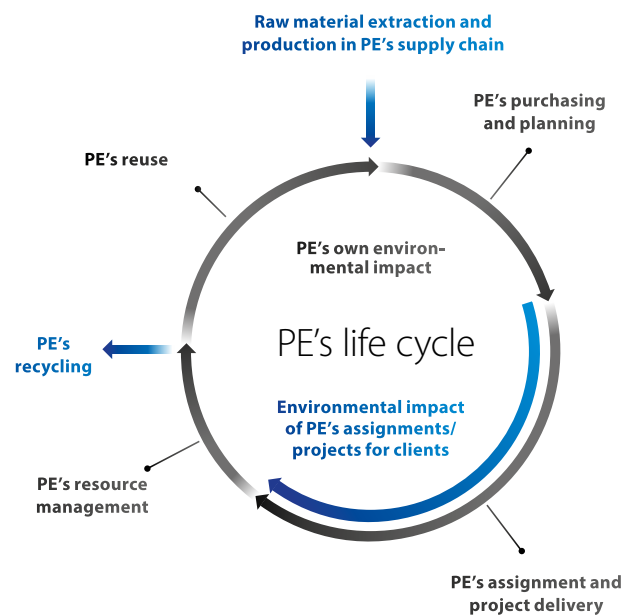 Raw material extraction and
production in PE's supply chain
PE's purchasing
and planning
PE's reuse
PE's own environ-
mental impact
PE's life cycle
PE's
recycling
Environmental impact
of PE's assignments/
projects for clients
PE's resource
management
PE's assignment and
project delivery